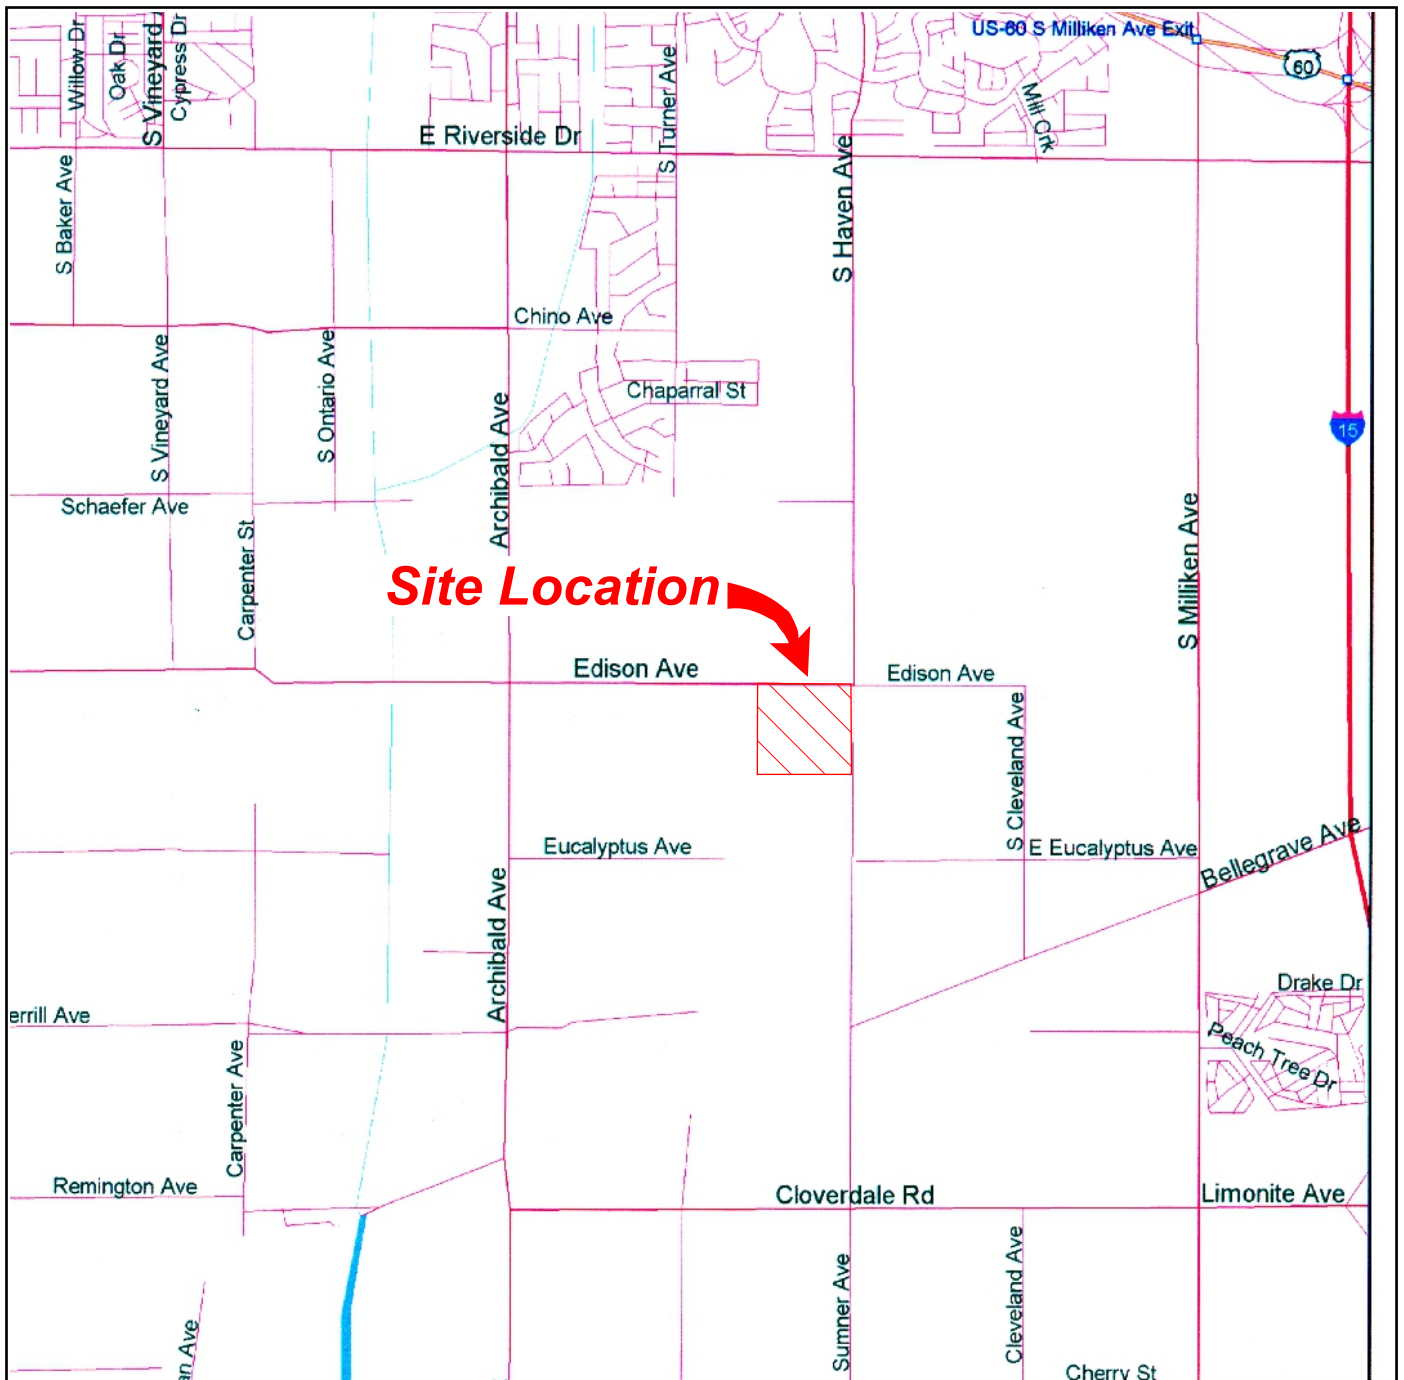 US-60 S Milliken Ave Exit
60
Willow Dr
Oak Dr
S Vineyard
Cypress Dr
E Riverside Dr
S Turner Ave
Mill Crk
S Baker Ave
S Haven Ave
Chino Ave
S Vineyard Ave
S Ontario Ave
Chaparral St
Archibald Ave
15
Schaefer Ave
Carpenter St
S Milliken Ave
Site Location
Edison Ave
Edison Ave
S Cleveland Ave
Eucalyptus Ave
E Eucalyptus Ave
Bellegrave Ave
Archibald Ave
Drake Dr
errill Ave
Peach Tree Dr
Carpenter Ave
Remington Ave
Cloverdale Rd
Limonite Ave
Sumner Ave
Cleveland Ave
an Ave
Cherry St